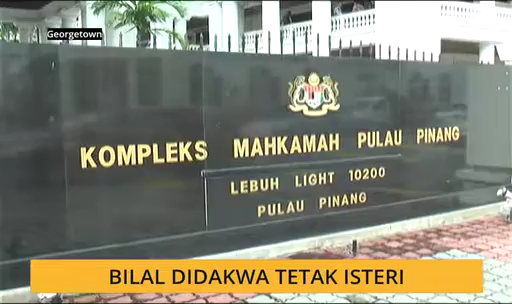 Georgetown
KOMPLEKS MAHKAMAH PULAU PINANG
LEBUH LIGHT 10200
PULAU PINANG
BILAL DIDAKWA TETAK ISTERI